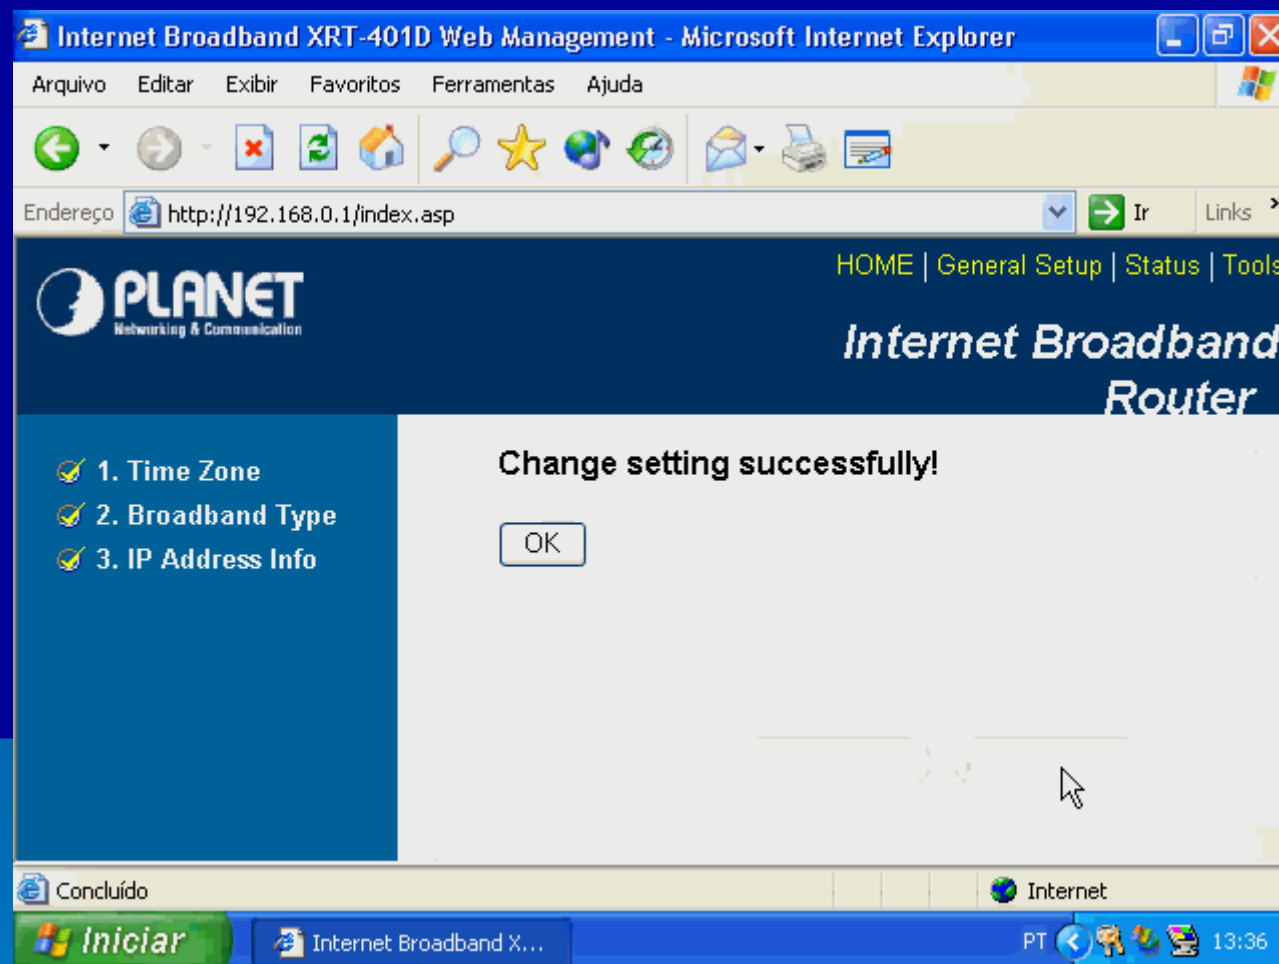 Internet Broadband XRT-401D Web Management - Microsoft Internet Explorer
Arquivo Editar Exibir Favoritos Ferramentas Ajuda
Endereço http://192.168.0.1/index.asp Ir Links
PLANET
Networking & Communication
HOME | General Setup | Status | Tools
Internet Broadband
Router
1. Time Zone
2. Broadband Type
3. IP Address Info
Change setting successfully!
OK
Concluído Internet
Iniciar Internet Broadband X... PT 13:36